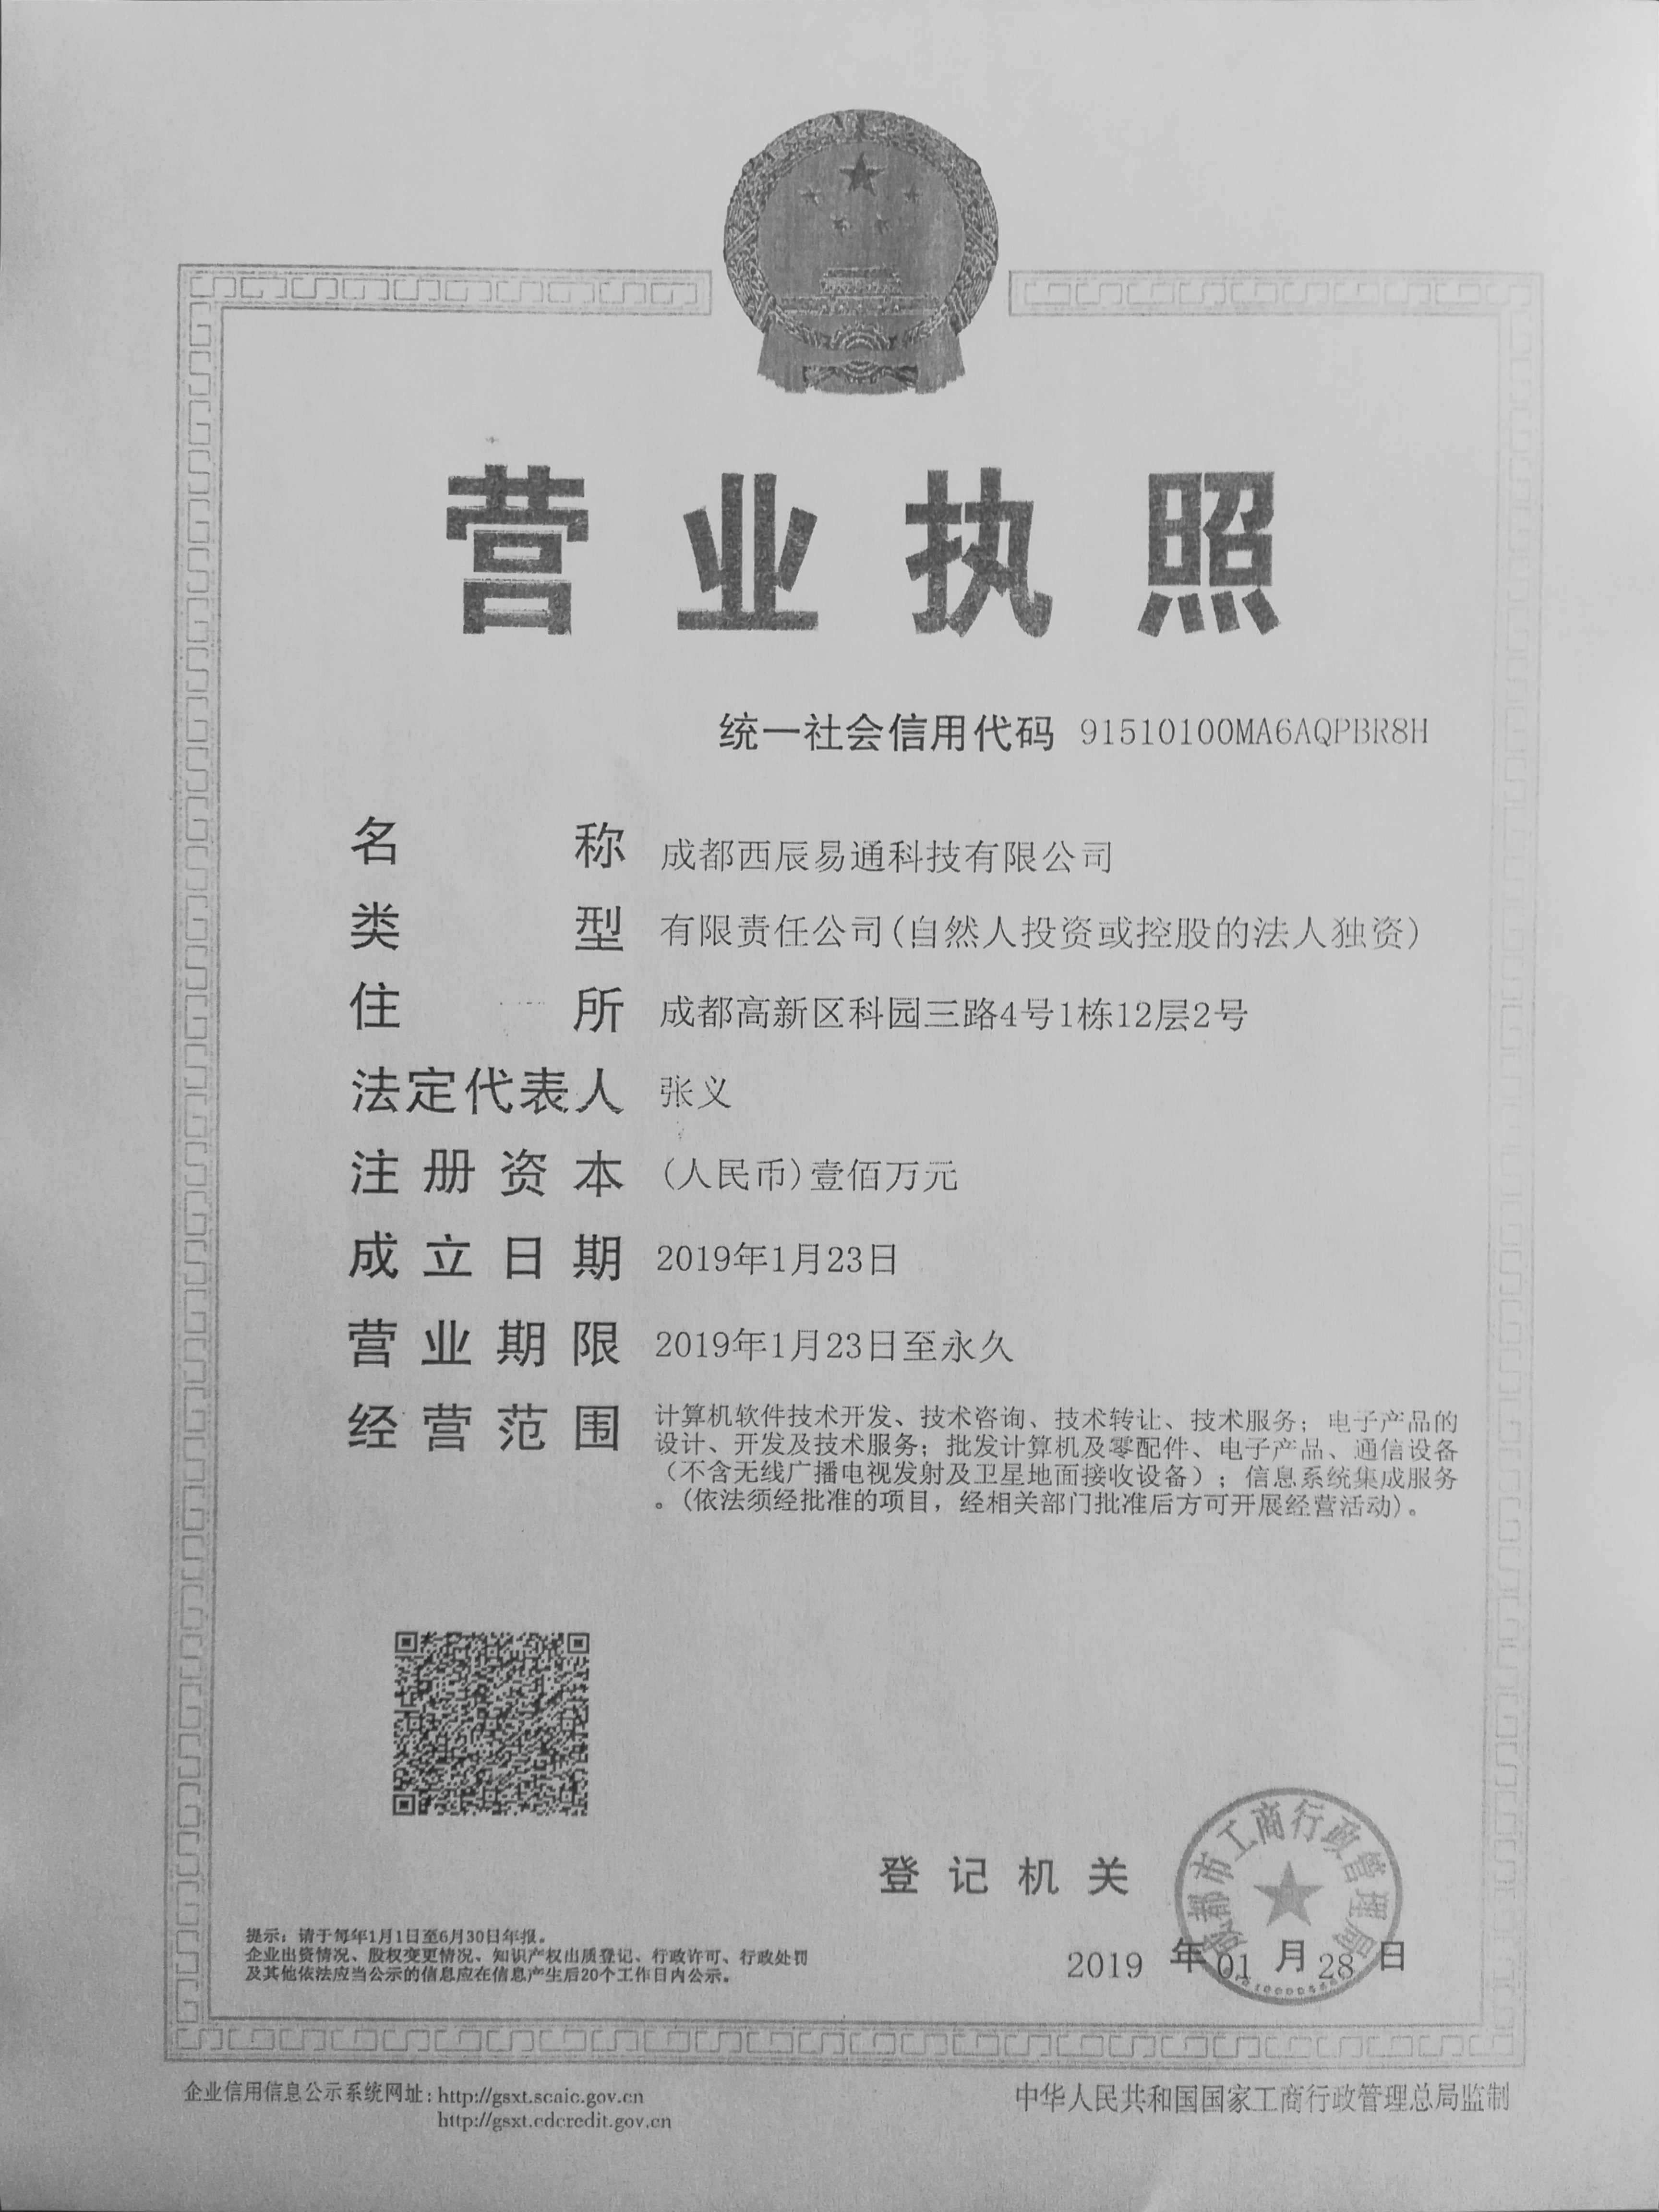 营业执照
统一社会信用代码 91510100MA6AQPBR8H
名称 成都西辰易通科技有限公司
类型 有限责任公司(自然人投资或控股的法人独资)
住所 成都高新区科园三路4号1栋12层2号
法定代表人 张义
注册资本 (人民币)壹佰万元
成立日期 2019年1月23日
营业期限 2019年1月23日至永久
经营范围 计算机软件技术开发、技术咨询、技术转让、技术服务；电子产品的
设计、开发及技术服务；批发计算机及零配件、电子产品、通信设备
（不含无线广播电视发射及卫星地面接收设备）；信息系统集成服务
。(依法须经批准的项目，经相关部门批准后方可开展经营活动)。
登记机关
成都市工商行政管理局
2019 年 01 月 28 日
提示：请于每年1月1日至6月30日年报。
企业出资情况、股权变更情况、知识产权出质登记、行政许可、行政处罚
及其他依法应当公示的信息应在信息产生后20个工作日内公示。
企业信用信息公示系统网址：http://gsxt.scaic.gov.cn
http://gsxt.cdcredit.gov.cn
中华人民共和国国家工商行政管理总局监制